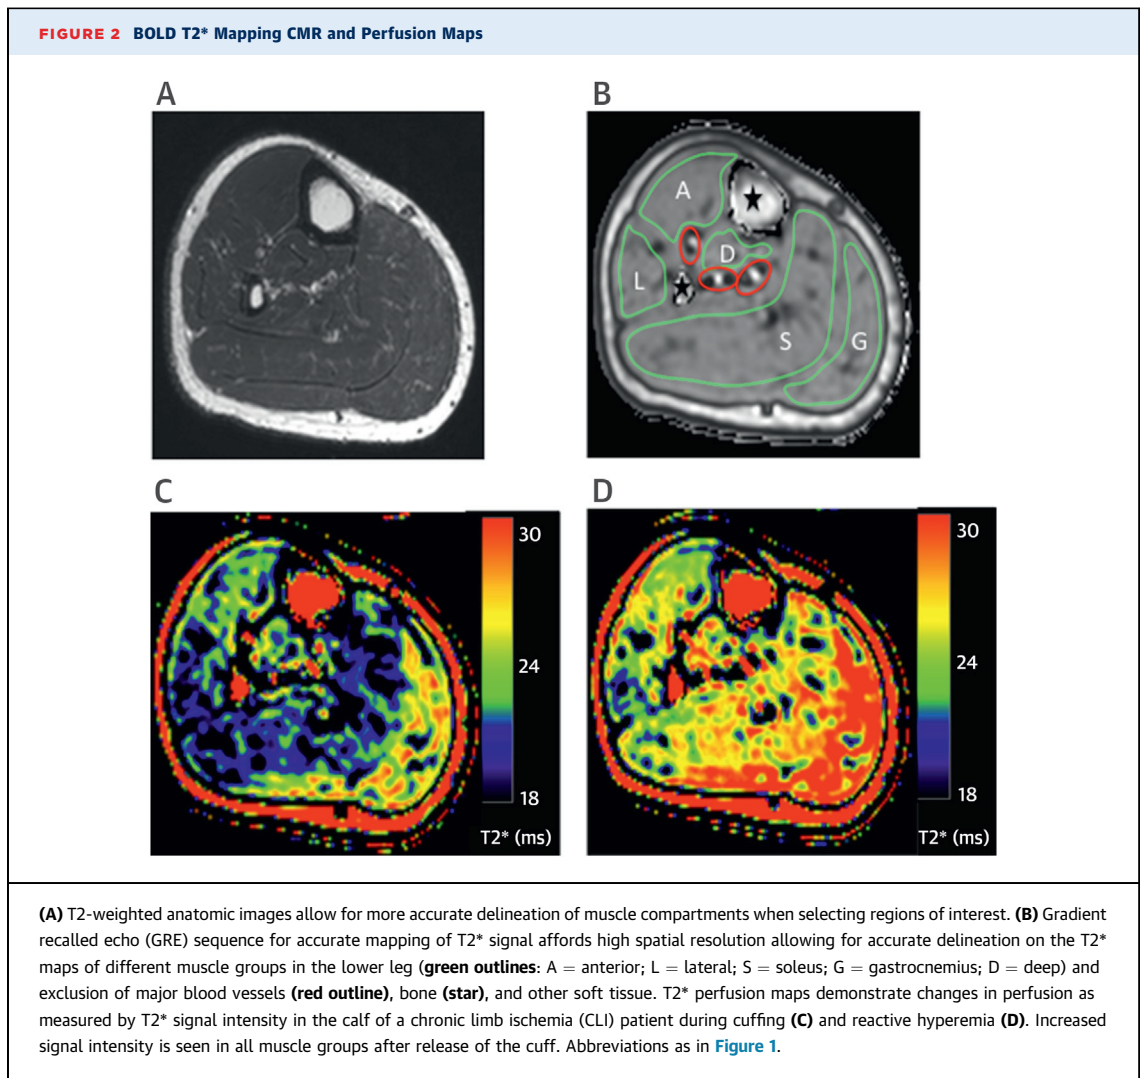 FIGURE 2 BOLD T2* Mapping CMR and Perfusion Maps
A
B
A
D
L
S
G
C
D
30
24
18
T2* (ms)
30
24
18
T2* (ms)
(A) T2-weighted anatomic images allow for more accurate delineation of muscle compartments when selecting regions of interest. (B) Gradient
recalled echo (GRE) sequence for accurate mapping of T2* signal affords high spatial resolution allowing for accurate delineation on the T2*
maps of different muscle groups in the lower leg (green outlines: A = anterior; L = lateral; S = soleus; G = gastrocnemius; D = deep) and
exclusion of major blood vessels (red outline), bone (star), and other soft tissue. T2* perfusion maps demonstrate changes in perfusion as
measured by T2* signal intensity in the calf of a chronic limb ischemia (CLI) patient during cuffing (C) and reactive hyperemia (D). Increased
signal intensity is seen in all muscle groups after release of the cuff. Abbreviations as in Figure 1.